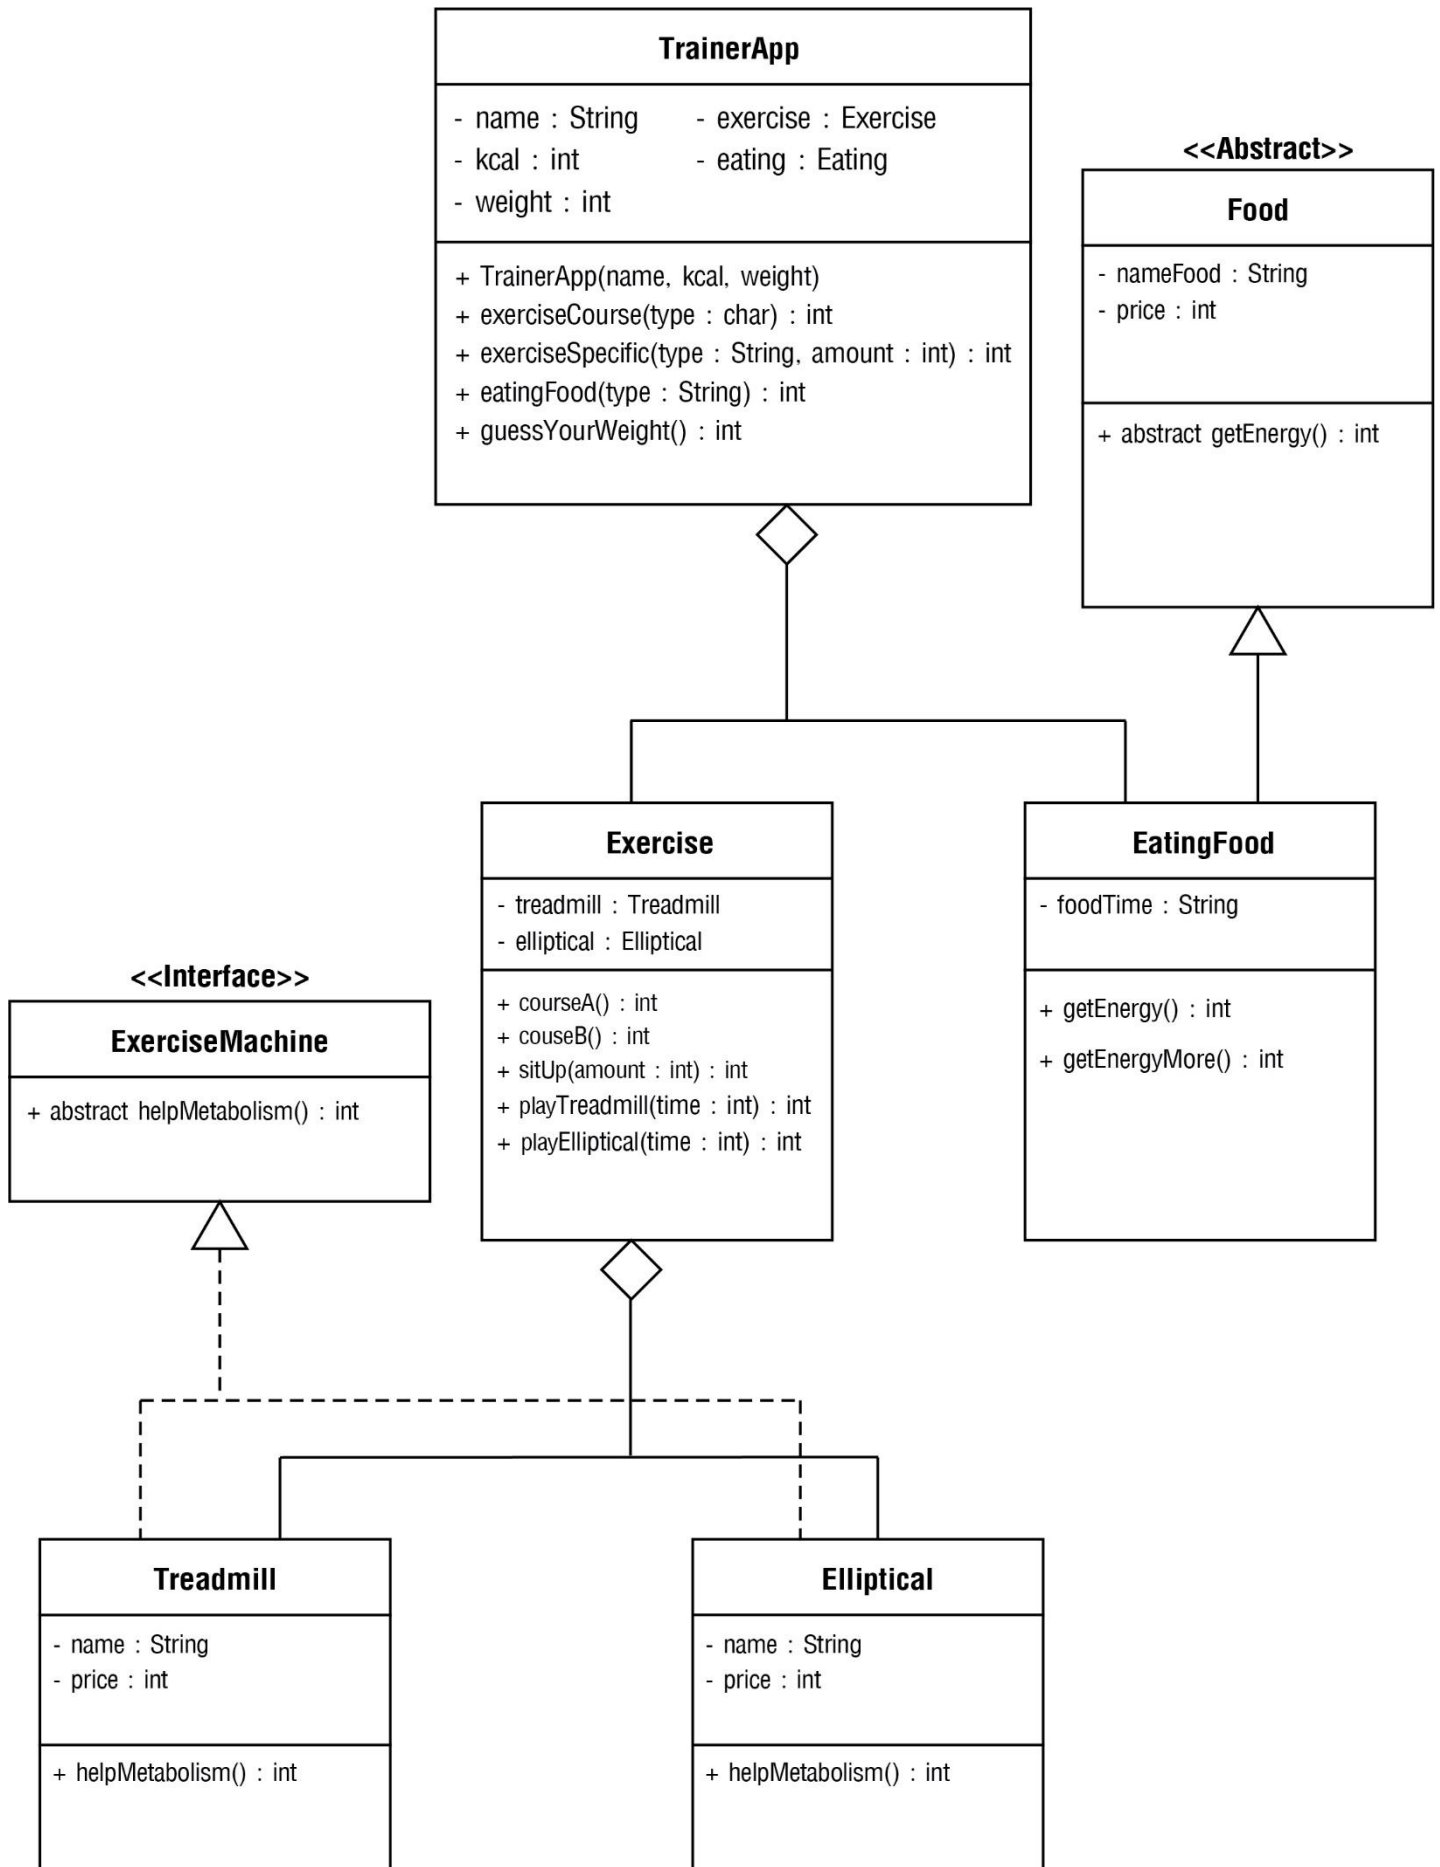 TrainerApp
- name : String - exercise : Exercise
- kcal : int - eating : Eating
- weight : int
+ TrainerApp(name, kcal, weight)
+ exerciseCourse(type : char) : int
+ exerciseSpecific(type : String, amount : int) : int
+ eatingFood(type : String) : int
+ guessYourWeight() : int
<<Abstract>>
Food
- nameFood : String
- price : int
+ abstract getEnergy() : int
Exercise
- treadmill : Treadmill
- elliptical : Elliptical
+ courseA() : int
+ couseB() : int
+ sitUp(amount : int) : int
+ playTreadmill(time : int) : int
+ playElliptical(time : int) : int
EatingFood
- foodTime : String
+ getEnergy() : int
+ getEnergyMore() : int
<<Interface>>
ExerciseMachine
+ abstract helpMetabolism() : int
Treadmill
- name : String
- price : int
+ helpMetabolism() : int
Elliptical
- name : String
- price : int
+ helpMetabolism() : int